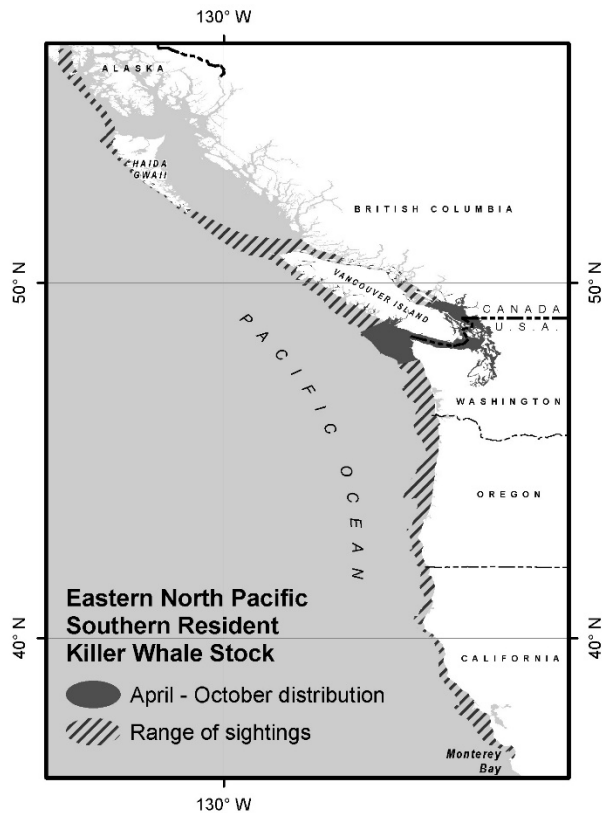 130° W
ALASKA
HAIDA
GWAII
BRITISH COLUMBIA
50° N
VANCOUVER ISLAND
50° N
CANADA
U.S.A.
PACIFIC OCEAN
WASHINGTON
OREGON
Eastern North Pacific
Southern Resident
Killer Whale Stock
40° N
40° N
CALIFORNIA
April - October distribution
Range of sightings
Monterey
Bay
130° W